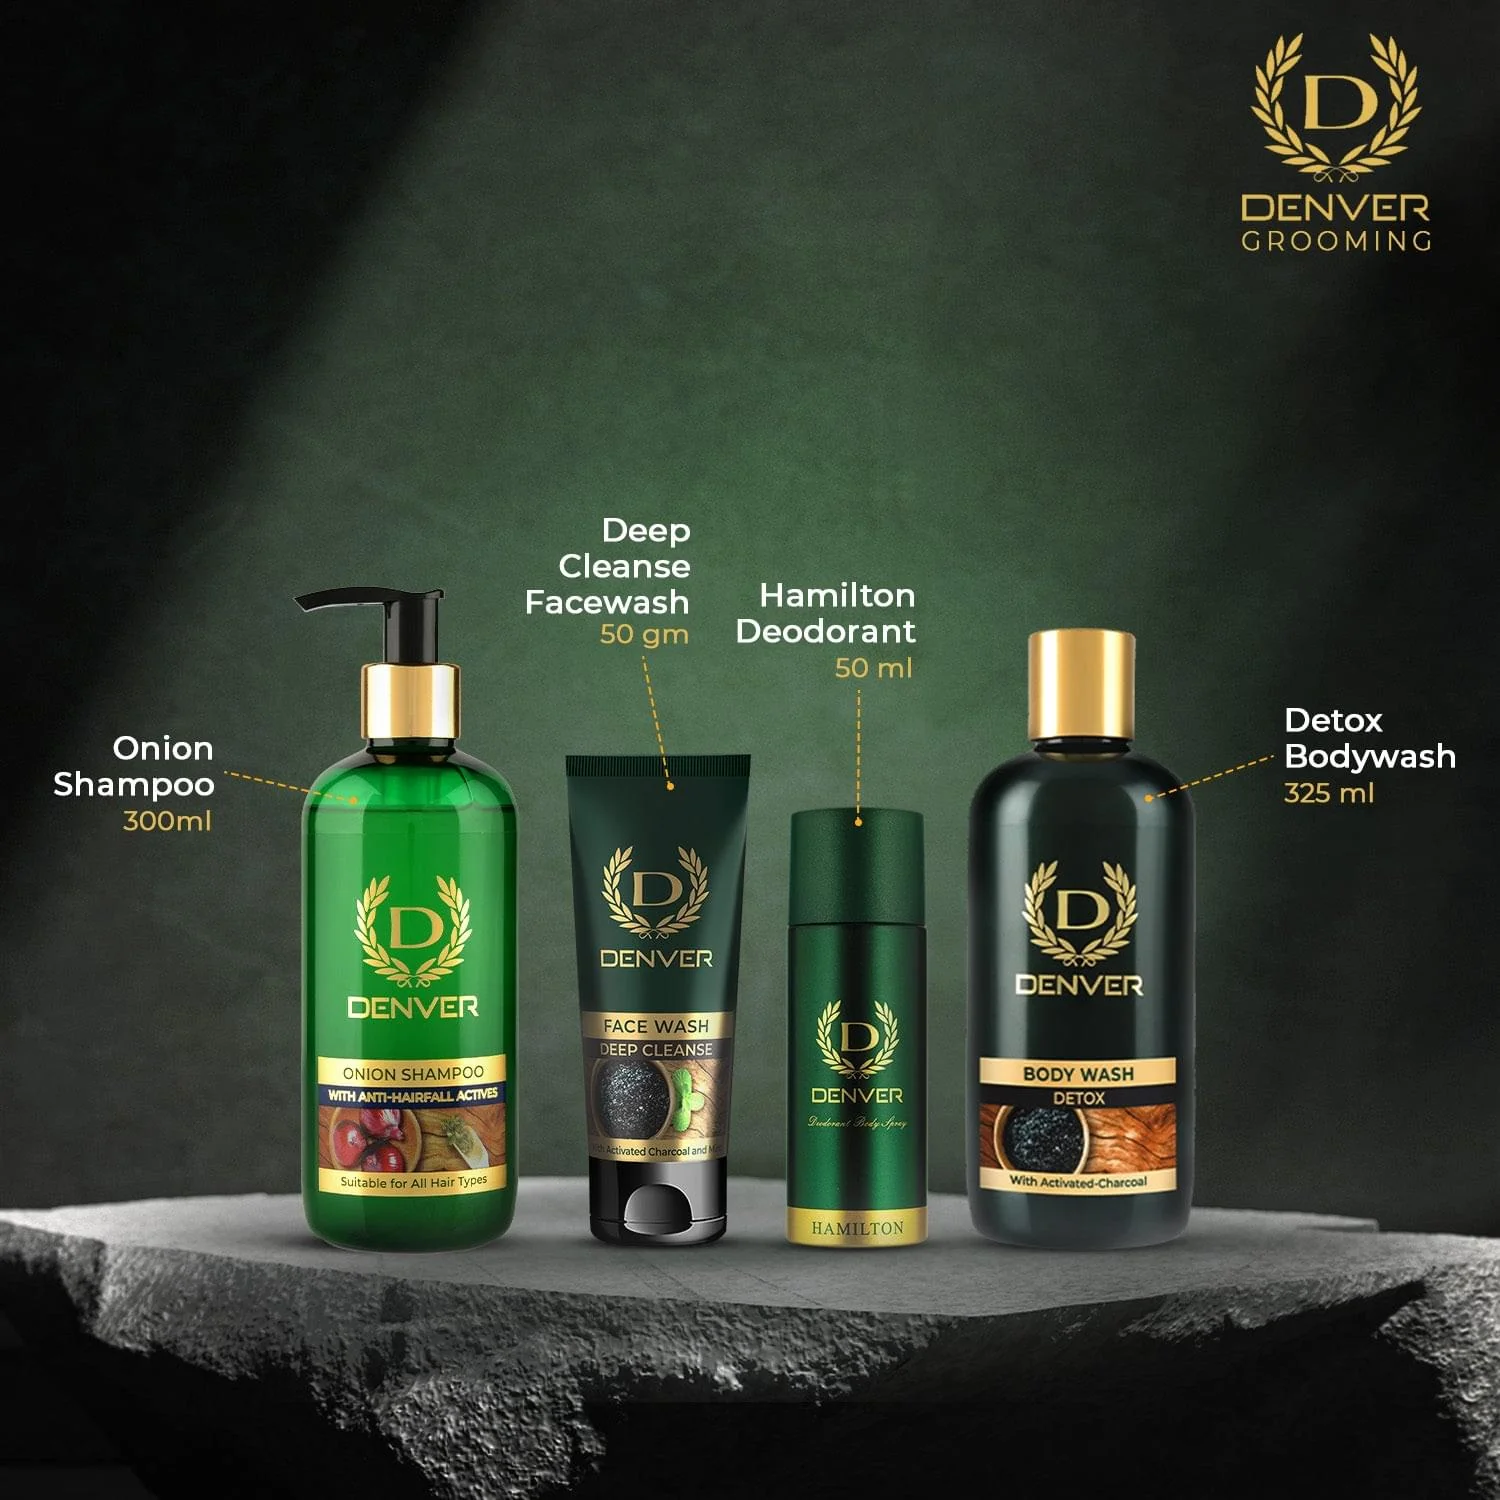 D
DENVER
GROOMING
Deep
Cleanse
Facewash
50 gm
Hamilton
Deodorant
50 ml
Onion
Shampoo
300ml
Detox
Bodywash
325 ml
D
DENVER
ONION SHAMPOO
WITH ANTI-HAIRFALL ACTIVES
Suitable for All Hair Types
D
DENVER
FACE WASH
DEEP CLEANSE
Activated Charcoal and
D
DENVER
Deodorant Body Spray
HAMILTON
D
DENVER
BODY WASH
DETOX
With Activated-Charcoal